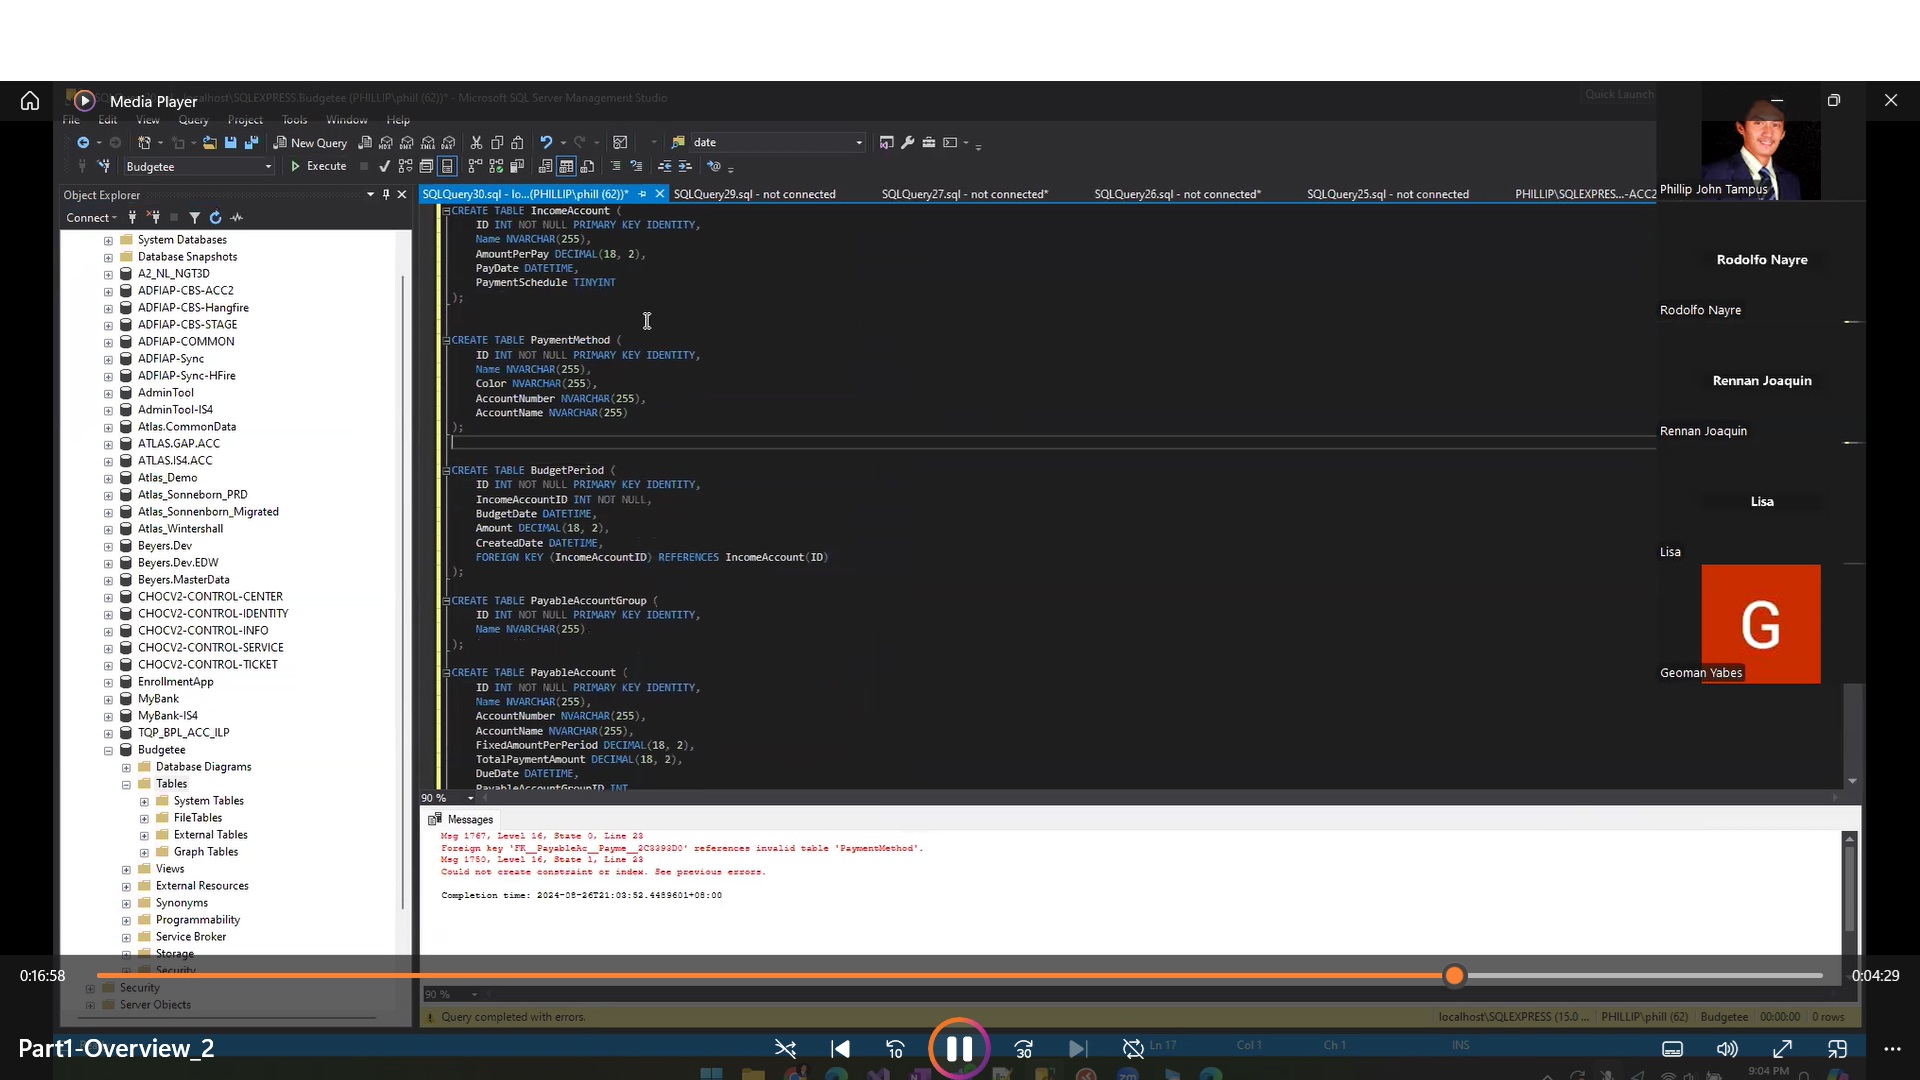 Media Player
localhost\SQLEXPRESS.Budgetee (PHILLIP\phill (62))* - Microsoft SQL Server Management Studio
Quick Launch
File Edit View Query Project Tools Window Help
New Query
date
Budgetee
Execute
Object Explorer
SQLQuery30.sql - lo...(PHILLIP\phill (62))*
SQLQuery29.sql - not connected
SQLQuery27.sql - not connected*
SQLQuery26.sql - not connected*
SQLQuery25.sql - not connected
PHILLIP\SQLEXPRES...-ACC2
Connect
System Databases
Database Snapshots
A2_NL_NGT3D
ADFIAP-CBS-ACC2
ADFIAP-CBS-Hangfire
ADFIAP-CBS-STAGE
ADFIAP-COMMON
ADFIAP-Sync
ADFIAP-Sync-HFire
AdminTool
AdminTool-IS4
Atlas.CommonData
ATLAS.GAP.ACC
ATLAS.IS4.ACC
Atlas_Demo
Atlas_Sonneborn_PRD
Atlas_Sonnenborn_Migrated
Atlas_Wintershall
Beyers.Dev
Beyers.Dev.EDW
Beyers.MasterData
CHOCV2-CONTROL-CENTER
CHOCV2-CONTROL-IDENTITY
CHOCV2-CONTROL-INFO
CHOCV2-CONTROL-SERVICE
CHOCV2-CONTROL-TICKET
EnrollmentApp
MyBank
MyBank-IS4
TQP_BPL_ACC_ILP
Budgetee
Database Diagrams
Tables
System Tables
FileTables
External Tables
Graph Tables
Views
External Resources
Synonyms
Programmability
Service Broker
Storage
Security
Security
Server Objects
CREATE TABLE IncomeAccount (
ID INT NOT NULL PRIMARY KEY IDENTITY,
Name NVARCHAR(255),
AmountPerPay DECIMAL(18, 2),
PayDate DATETIME,
PaymentSchedule TINYINT
);
CREATE TABLE PaymentMethod (
ID INT NOT NULL PRIMARY KEY IDENTITY,
Name NVARCHAR(255),
Color NVARCHAR(255),
AccountNumber NVARCHAR(255),
AccountName NVARCHAR(255)
);
CREATE TABLE BudgetPeriod (
ID INT NOT NULL PRIMARY KEY IDENTITY,
IncomeAccountID INT NOT NULL,
BudgetDate DATETIME,
Amount DECIMAL(18, 2),
CreatedDate DATETIME,
FOREIGN KEY (IncomeAccountID) REFERENCES IncomeAccount(ID)
);
CREATE TABLE PayableAccountGroup (
ID INT NOT NULL PRIMARY KEY IDENTITY,
Name NVARCHAR(255)
);
CREATE TABLE PayableAccount (
ID INT NOT NULL PRIMARY KEY IDENTITY,
Name NVARCHAR(255),
AccountNumber NVARCHAR(255),
AccountName NVARCHAR(255),
FixedAmountPerPeriod DECIMAL(18, 2),
TotalPaymentAmount DECIMAL(18, 2),
DueDate DATETIME,
PayableAccountGroupID INT
90 %
Messages
Msg 1767, Level 16, State 0, Line 23
Foreign key 'FK__PayableAc__Payme__2C3393D0' references invalid table 'PaymentMethod'.
Msg 1750, Level 16, State 1, Line 23
Could not create constraint or index. See previous errors.
Completion time: 2024-08-26T21:03:52.4489601+08:00
90 %
Query completed with errors.
localhost\SQLEXPRESS (15.0 ...
PHILLIP\phill (62)
Budgetee
00:00:00
0 rows
Ln 17
Col 1
Ch 1
INS
Phillip John Tampus
Rodolfo Nayre
Rodolfo Nayre
Rennan Joaquin
Rennan Joaquin
Lisa
Lisa
G
Geoman Yabes
0:16:58
0:04:29
Part1-Overview_2
10
30
9:04 PM